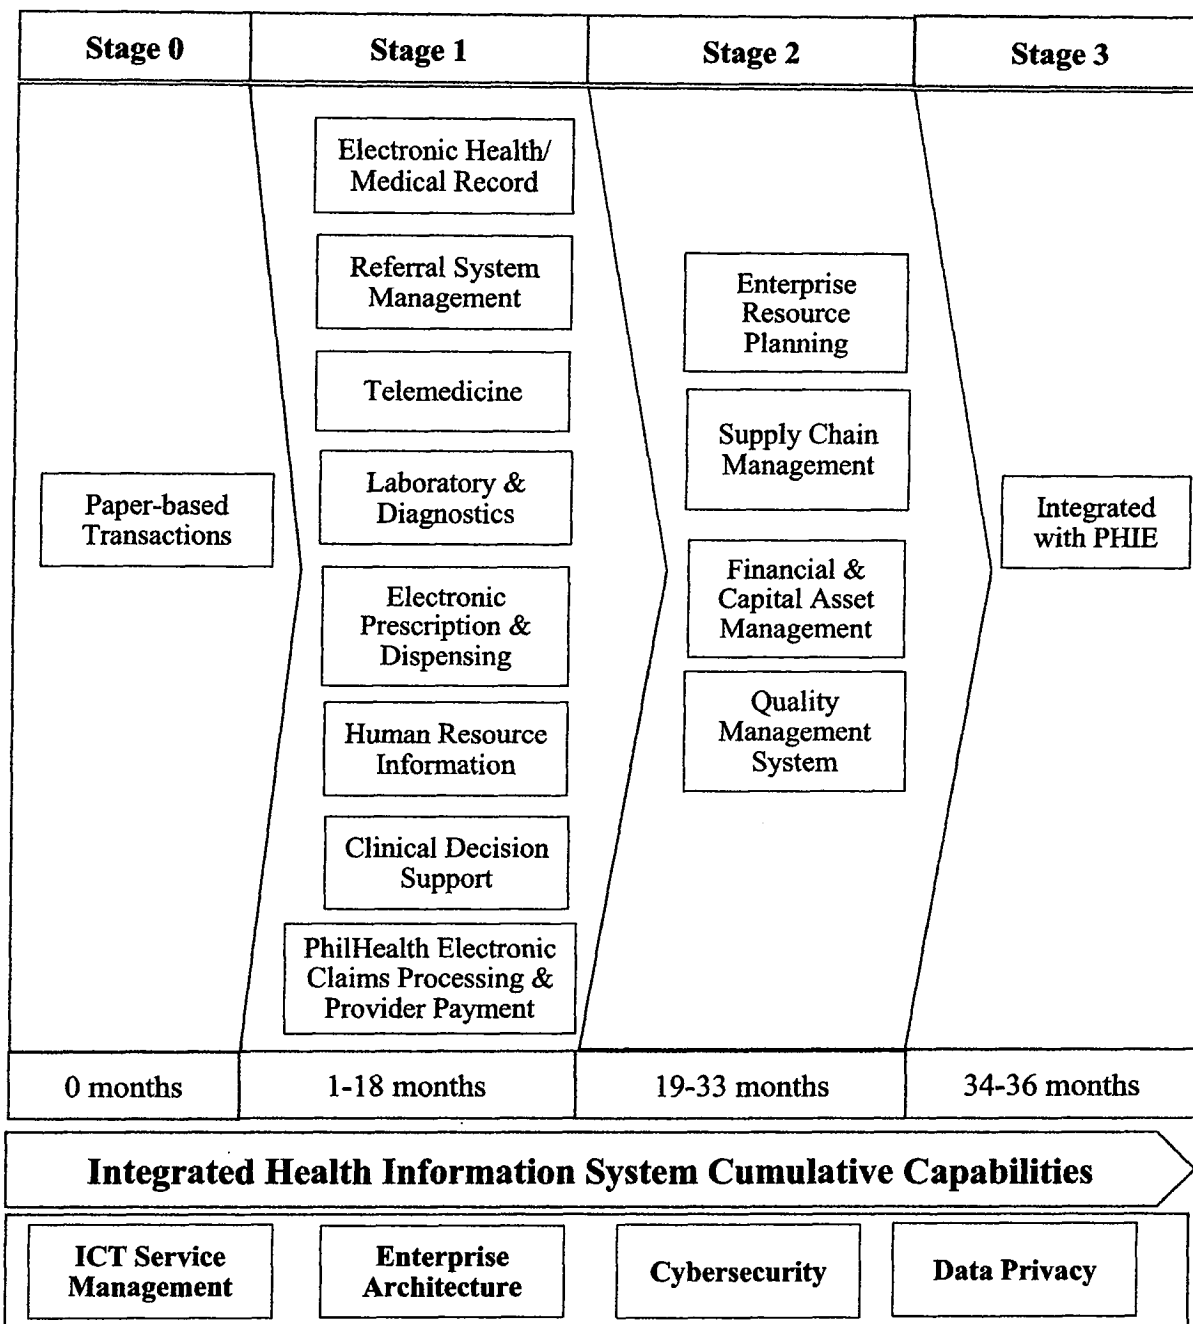 Stage 0
Stage 1
Stage 2
Stage 3
Paper-based
Transactions
Electronic Health/
Medical Record
Referral System
Management
Telemedicine
Laboratory &
Diagnostics
Electronic
Prescription &
Dispensing
Human Resource
Information
Clinical Decision
Support
PhilHealth Electronic
Claims Processing &
Provider Payment
Enterprise
Resource
Planning
Supply Chain
Management
Financial &
Capital Asset
Management
Quality
Management
System
Integrated
with PHIE
0 months
1-18 months
19-33 months
34-36 months
Integrated Health Information System Cumulative Capabilities
ICT Service
Management
Enterprise
Architecture
Cybersecurity
Data Privacy